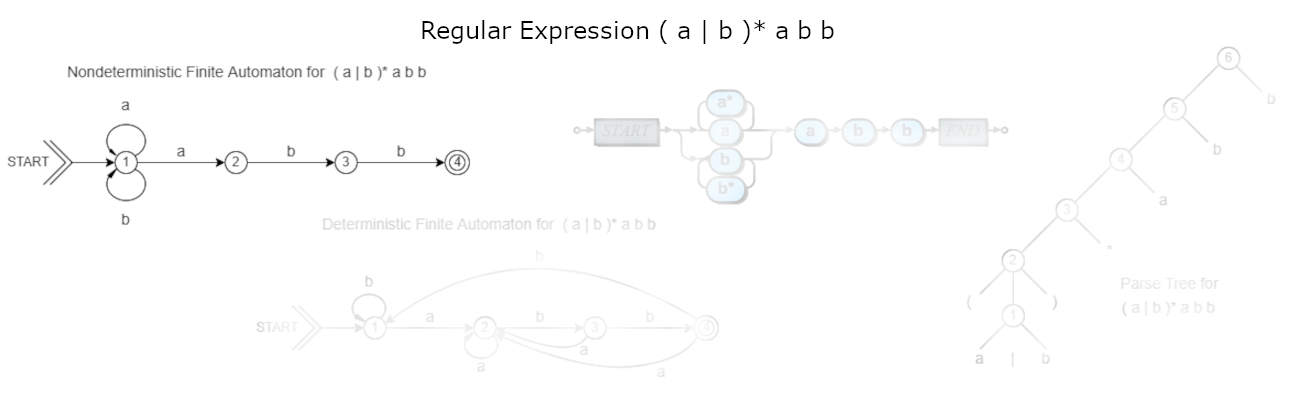 Regular Expression ( a | b )* a b b
Nondeterministic Finite Automaton for ( a | b )* a b b
a
START
1
a
2
b
3
b
4
b
START
a*
a
b
b*
a
b
b
END
Deterministic Finite Automaton for ( a | b )* a b b
b
b
START
1
a
2
b
3
b
4
a
a
a
6
b
5
b
4
a
3
*
2
(
)
1
a
|
b
Parse Tree for
( a | b )* a b b